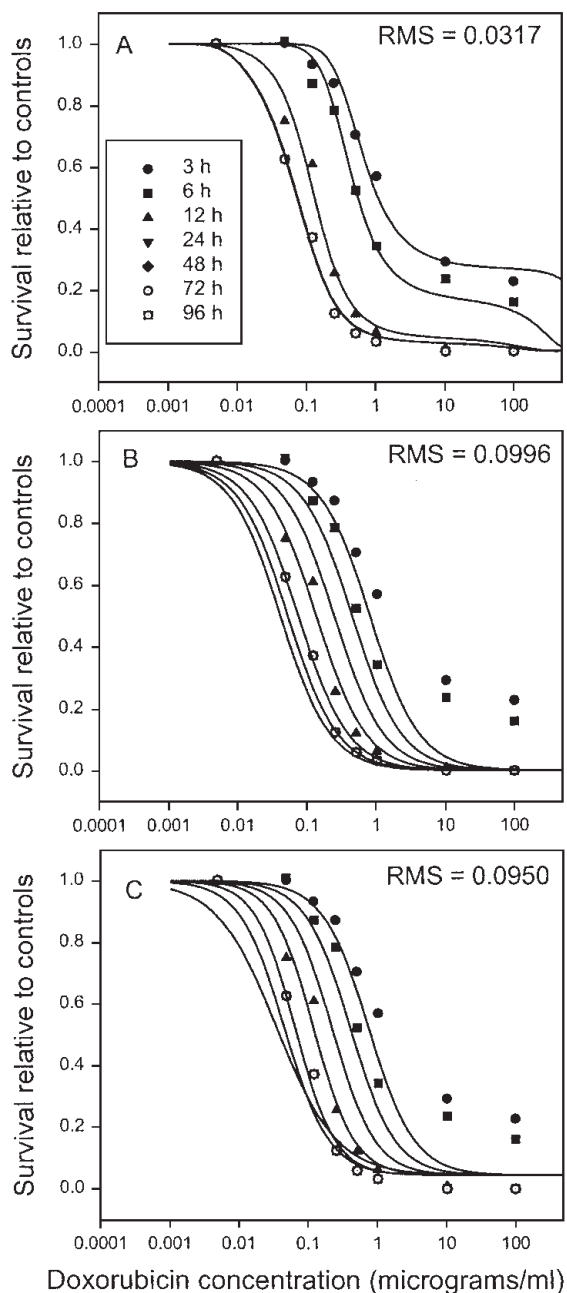 A
RMS = 0.0317
1.0
0.8
0.6
0.4
0.2
0.0
Survival relative to controls
3 h
6 h
12 h
24 h
48 h
72 h
96 h
0.0001 0.001 0.01 0.1 1 10 100
B
RMS = 0.0996
1.0
0.8
0.6
0.4
0.2
0.0
Survival relative to controls
0.0001 0.001 0.01 0.1 1 10 100
C
RMS = 0.0950
1.0
0.8
0.6
0.4
0.2
0.0
Survival relative to controls
0.0001 0.001 0.01 0.1 1 10 100
Doxorubicin concentration (micrograms/ml)